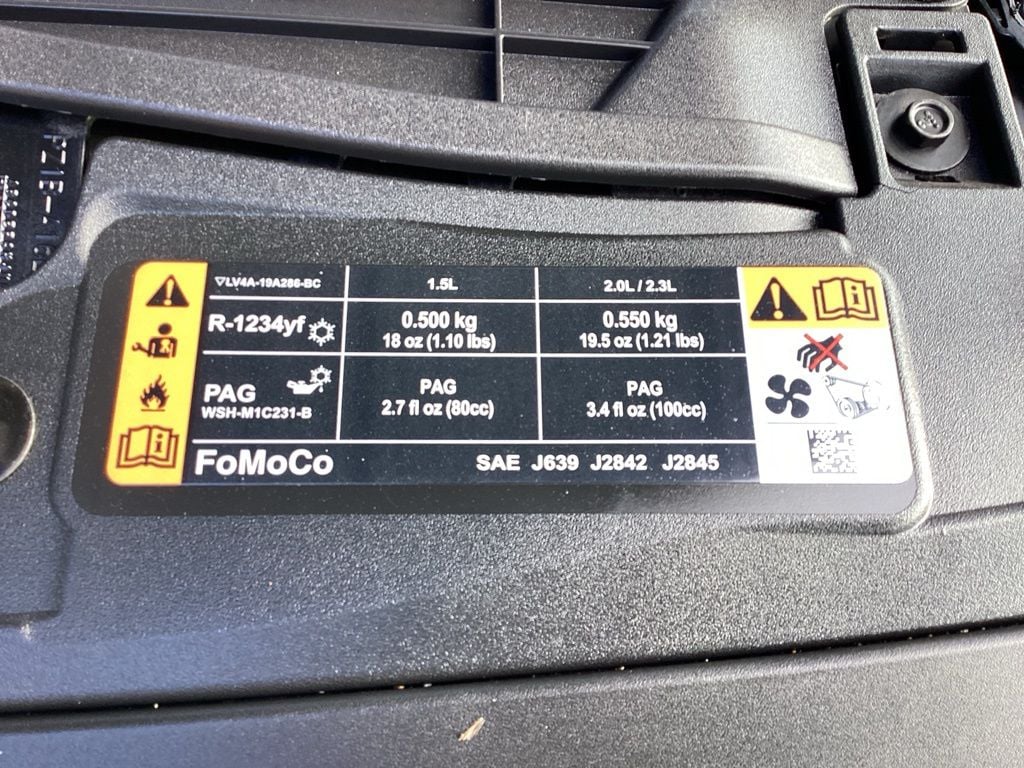 PZ1E-A
▽LV4A-19A286-BC 1.5L 2.0L / 2.3L
R-1234yf 0.500 kg 0.550 kg
18 oz (1.10 lbs) 19.5 oz (1.21 lbs)
PAG PAG PAG
WSH-M1C231-B 2.7 fl oz (80cc) 3.4 fl oz (100cc)
FoMoCo SAE J639 J2842 J2845